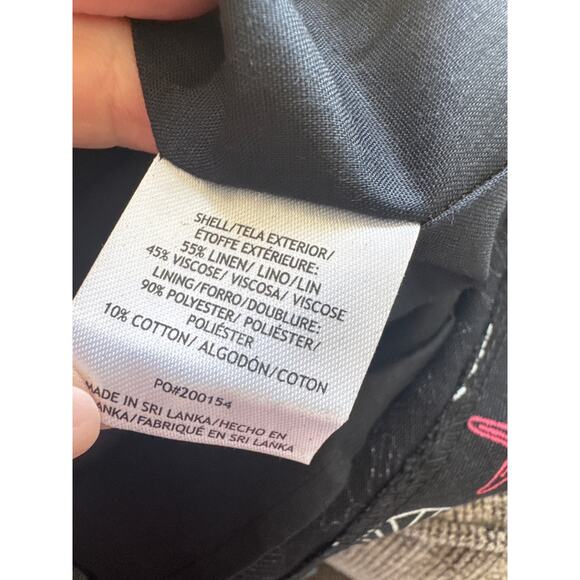 SHELL/TELA EXTERIOR/
ÉTOFFE EXTÉRIEURE:
55% LINEN/ LINO/LIN
45% VISCOSE/ VISCOSA/ VISCOSE
LINING/FORRO/DOUBLURE:
90% POLYESTER/ POLIÉSTER/
POLIÉSTER
10% COTTON/ ALGODÓN/COTON
PO#200154
MADE IN SRI LANKA/HECHO EN
LANKA/FABRIQUÉ EN SRI LANKA